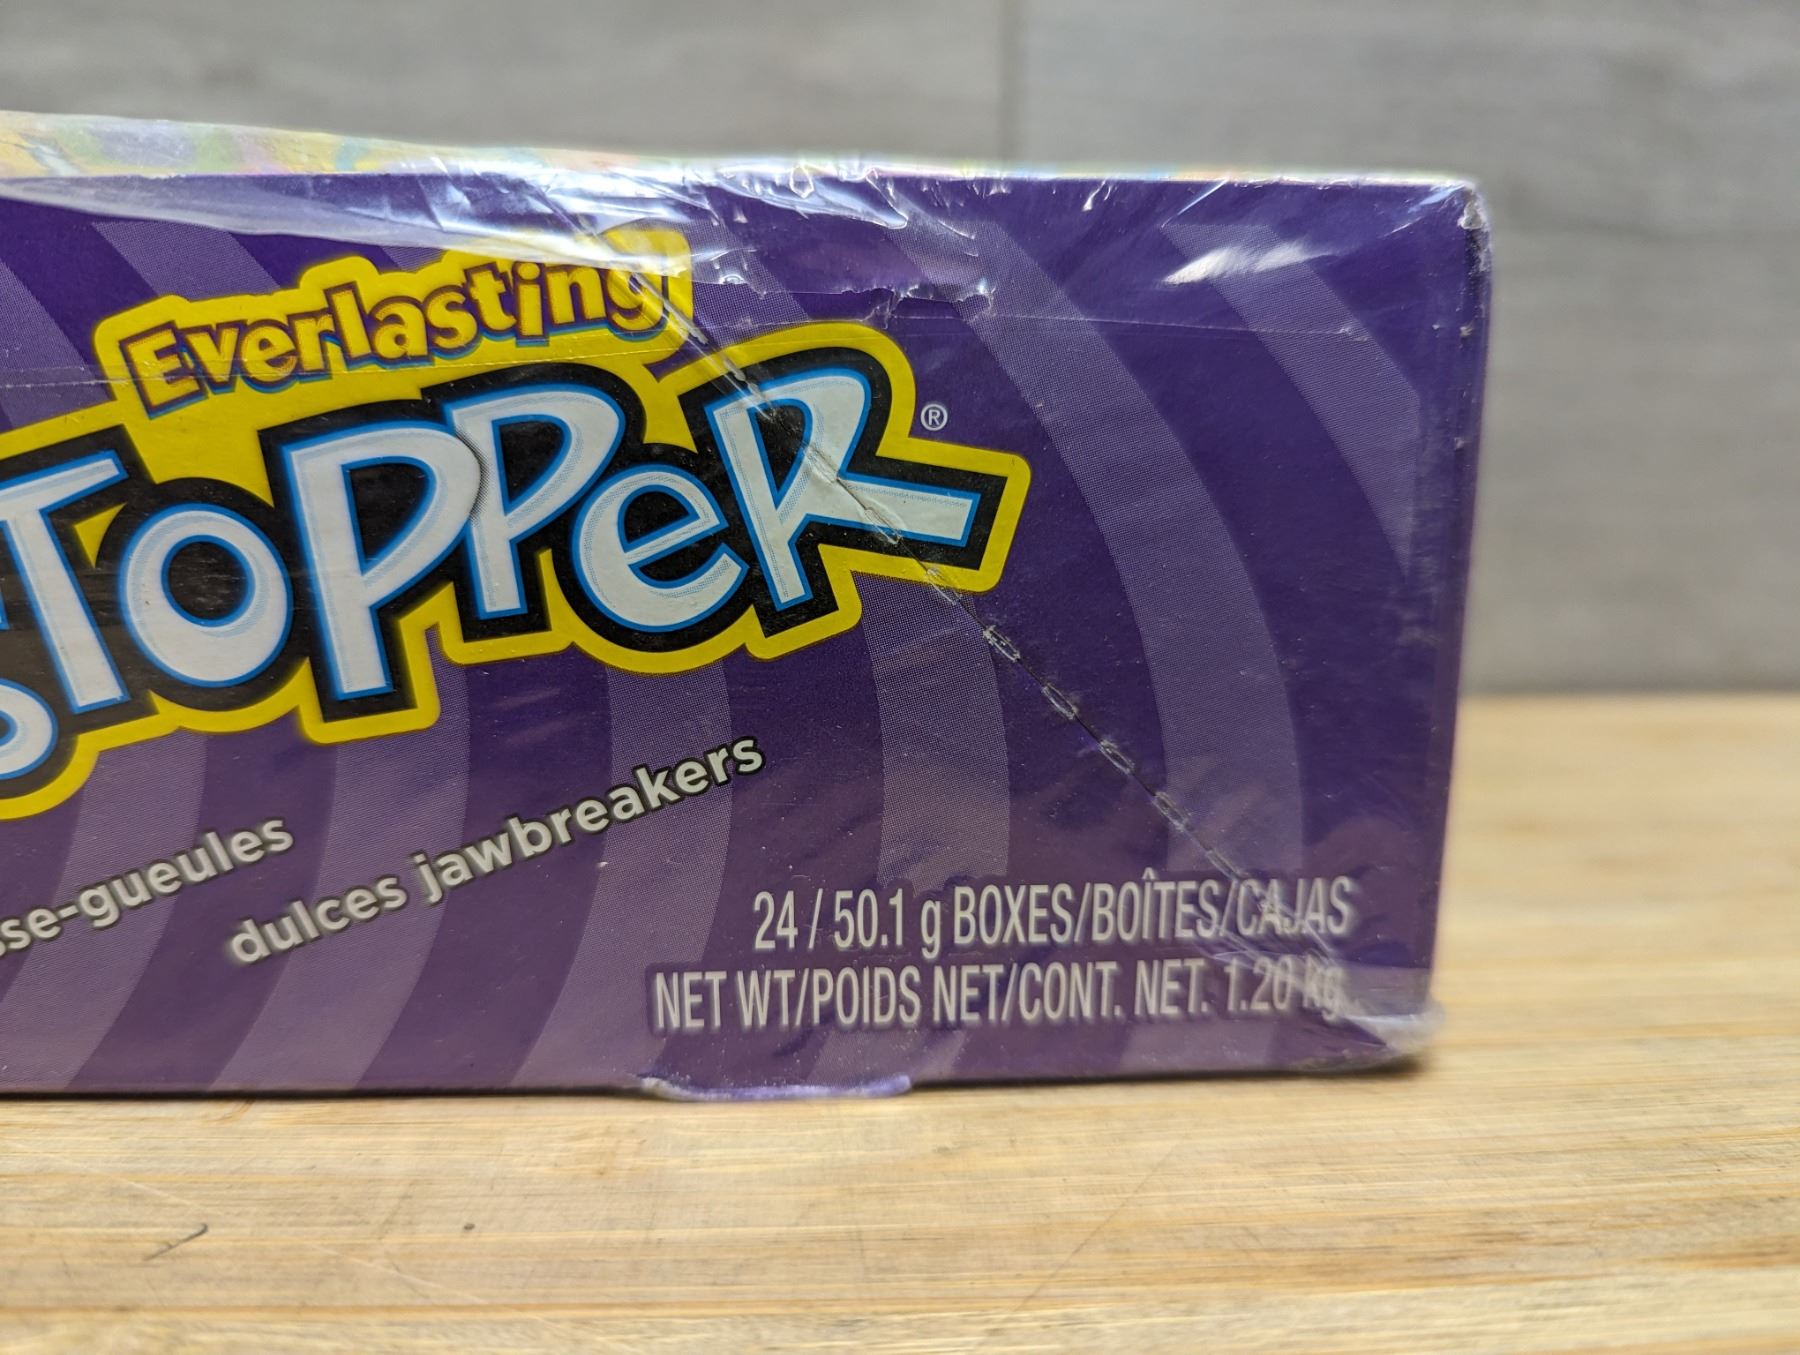 Everlasting
sTopper®
sse-gueules
dulces jawbreakers
24 / 50.1 g BOXES/BOÎTES/CAJAS
NET WT/POIDS NET/CONT. NET. 1.20 kg